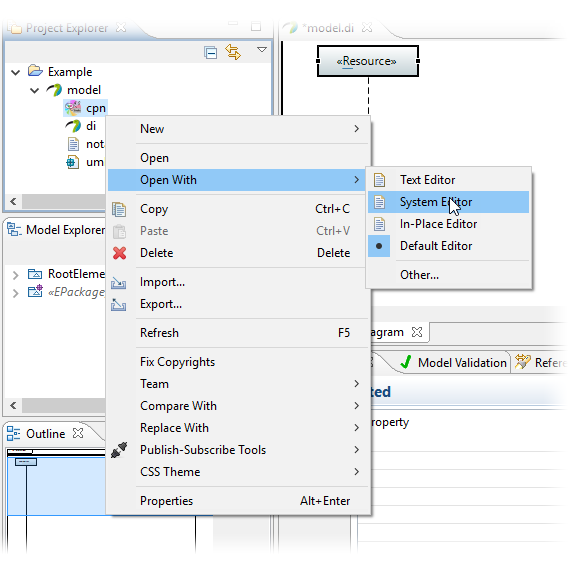 Project Explorer
*model.di
Example
model
cpn
di
nota
um
«Resource»
New
Open
Open With
Copy Ctrl+C
Paste Ctrl+V
Delete Delete
Import...
Export...
Refresh F5
Fix Copyrights
Team
Compare With
Replace With
Publish-Subscribe Tools
CSS Theme
Properties Alt+Enter
Text Editor
System Editor
In-Place Editor
Default Editor
Other...
Model Explorer
RootEleme
«EPackage
Outline
agram
Model Validation
Refere
ted
roperty